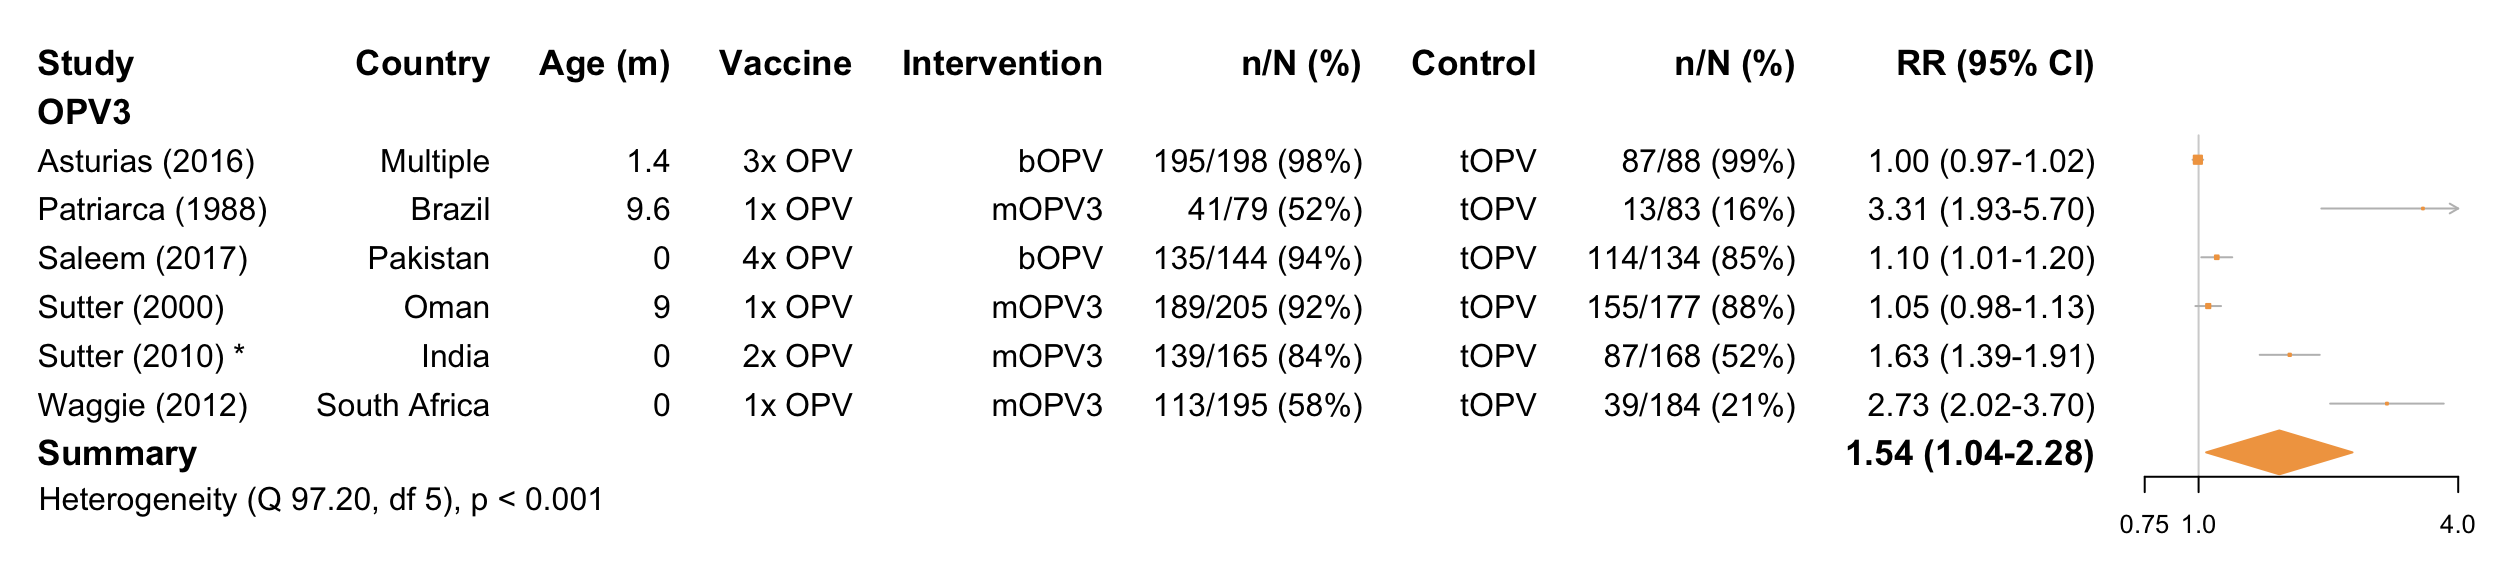 Study Country Age (m) Vaccine Intervention n/N (%) Control n/N (%) RR (95% CI)
OPV3
Asturias (2016) Multiple 1.4 3x OPV bOPV 195/198 (98%) tOPV 87/88 (99%) 1.00 (0.97-1.02)
Patriarca (1988) Brazil 9.6 1x OPV mOPV3 41/79 (52%) tOPV 13/83 (16%) 3.31 (1.93-5.70)
Saleem (2017) Pakistan 0 4x OPV bOPV 135/144 (94%) tOPV 114/134 (85%) 1.10 (1.01-1.20)
Sutter (2000) Oman 9 1x OPV mOPV3 189/205 (92%) tOPV 155/177 (88%) 1.05 (0.98-1.13)
Sutter (2010) * India 0 2x OPV mOPV3 139/165 (84%) tOPV 87/168 (52%) 1.63 (1.39-1.91)
Waggie (2012) South Africa 0 1x OPV mOPV3 113/195 (58%) tOPV 39/184 (21%) 2.73 (2.02-3.70)
Summary 1.54 (1.04-2.28)
Heterogeneity (Q 97.20, df 5), p < 0.001
0.75 1.0 4.0